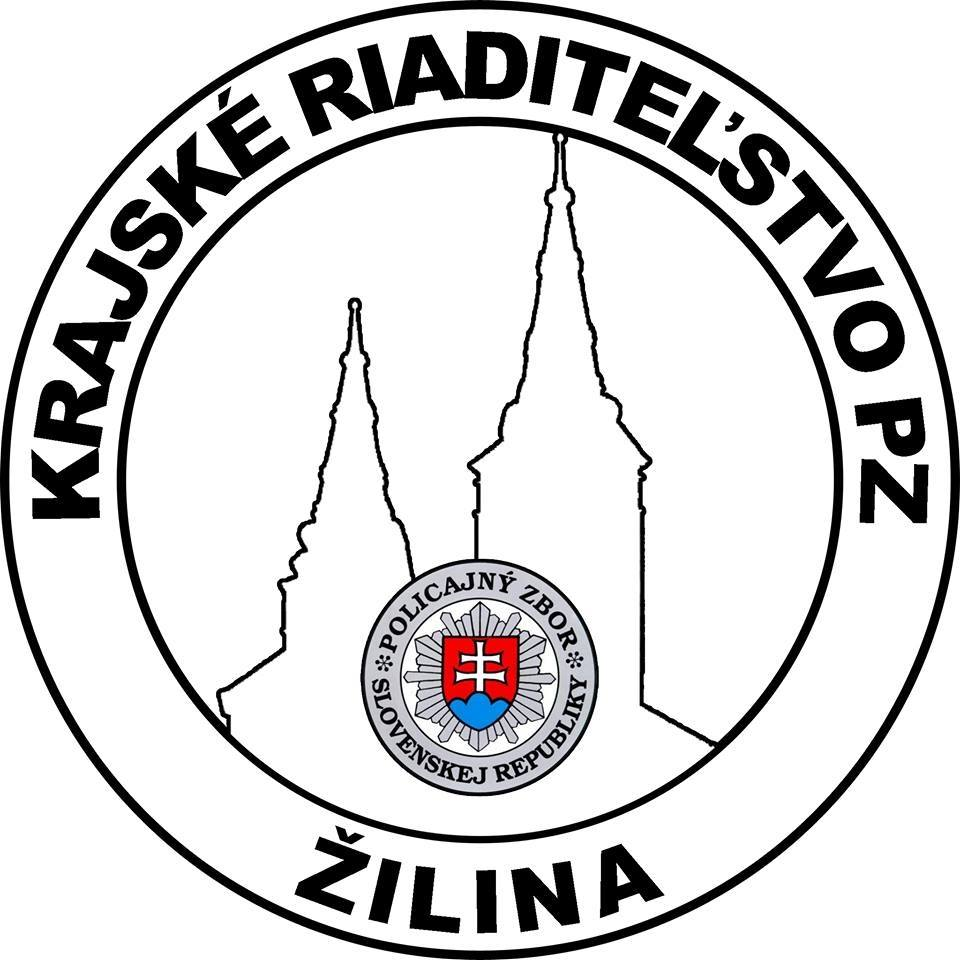 KRAJSKÉ RIADITEĽSTVO PZ
POLICAJNÝ ZBOR
* SLOVENSKEJ REPUBLIKY *
ŽILINA